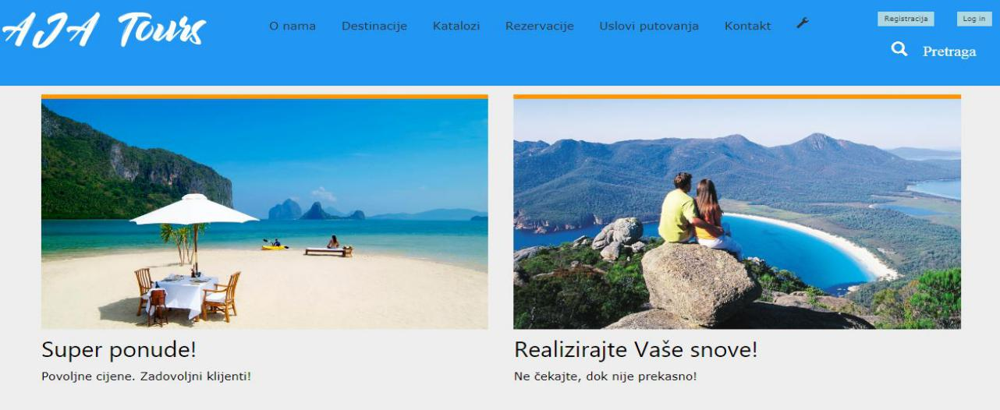 AJA Tours
O nama Destinacije Katalozi Rezervacije Uslovi putovanja Kontakt
Registracija Log in
Pretraga
Super ponude!
Povoljne cijene. Zadovoljni klijenti!
Realizirajte Vaše snove!
Ne čekajte, dok nije prekasno!